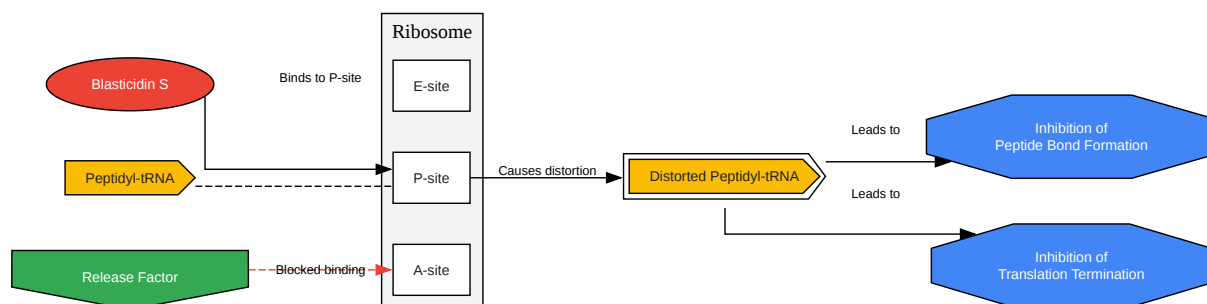 Ribosome
Blasticidin S
Binds to P-site
E-site
Peptidyl-tRNA
P-site
Causes distortion
Distorted Peptidyl-tRNA
Leads to
Inhibition of
Peptide Bond Formation
Leads to
Release Factor
Blocked binding
A-site
Inhibition of
Translation Termination